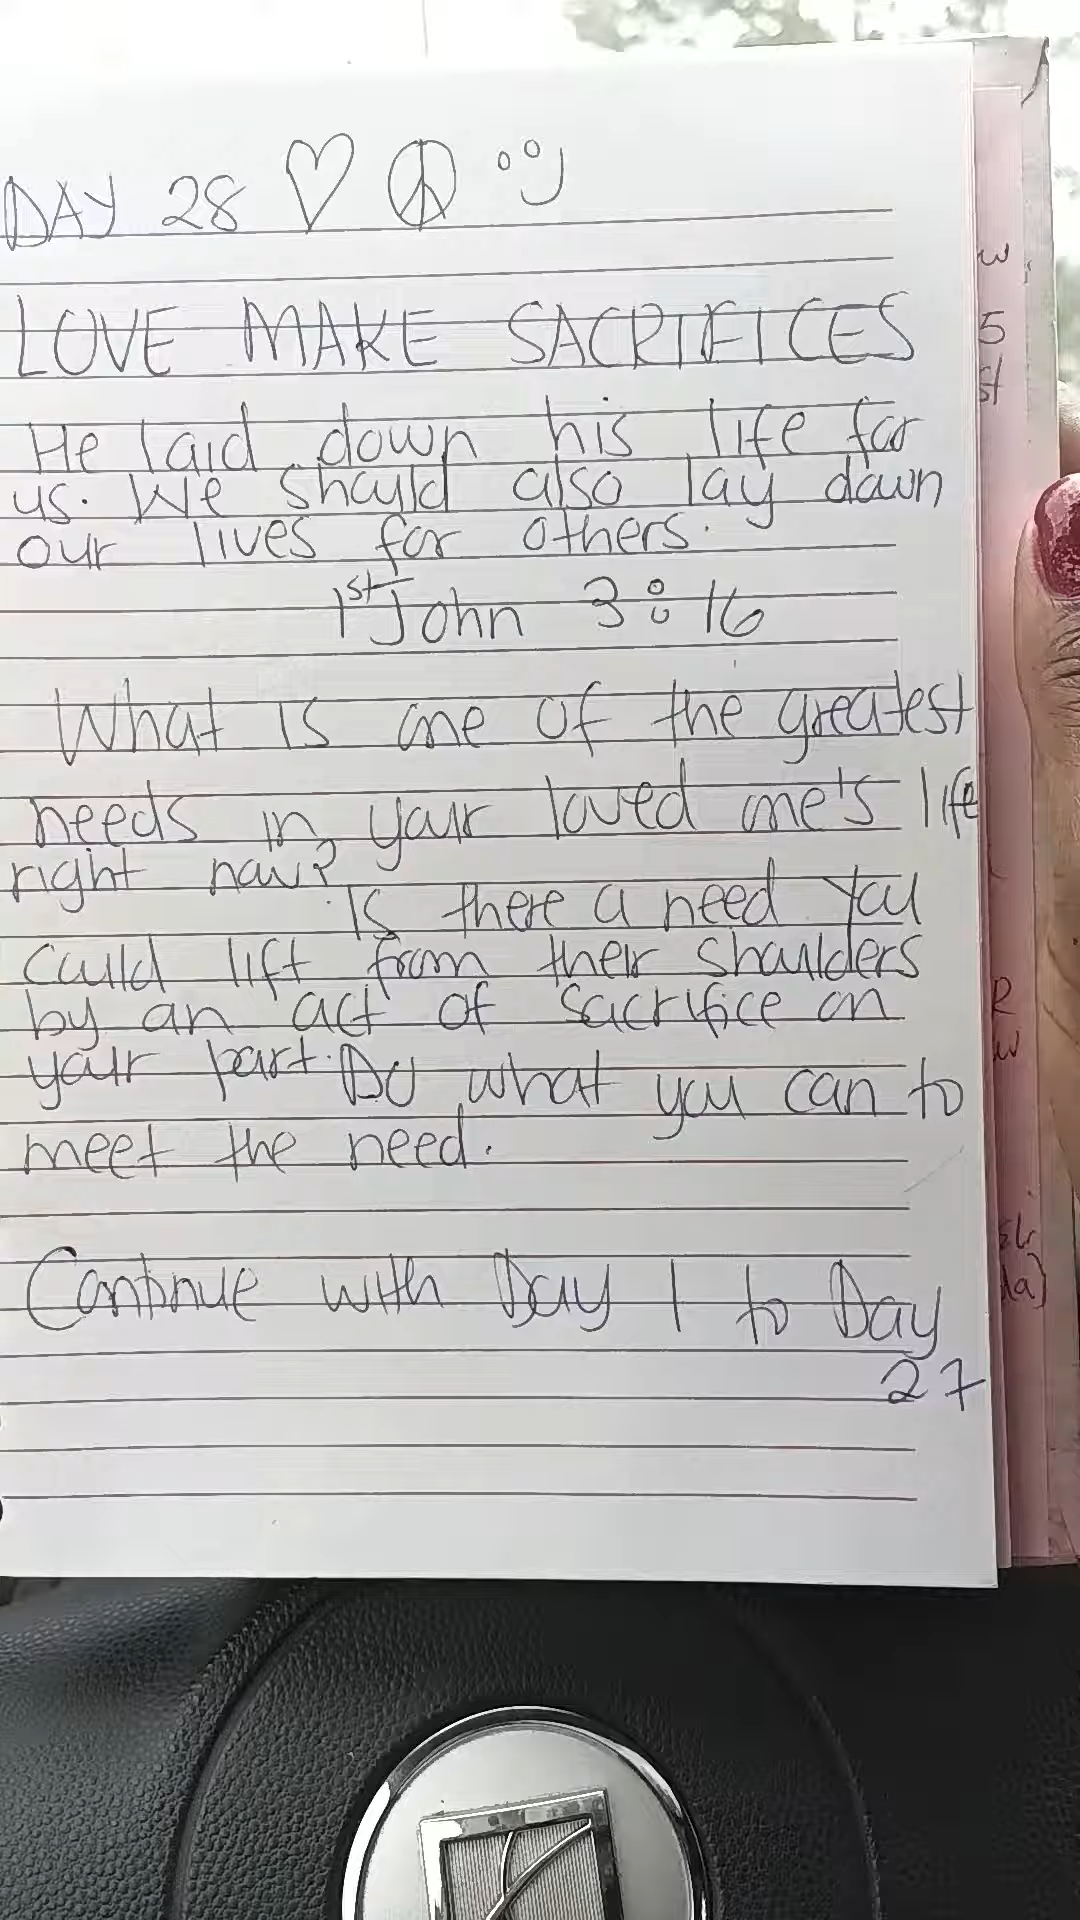 DAY 28
LOVE MAKE SACRIFICES
He laid down his life for
us. We should also lay down
our lives for others.
1st John 3:16
What is one of the greatest
needs in your loved one's life
right now?
Is there a need you
could lift from their shoulders
by an act of sacrifice on
your part. Do what you can to
meet the need.
Continue with Day 1 to Day
27
w
5
st
R
w